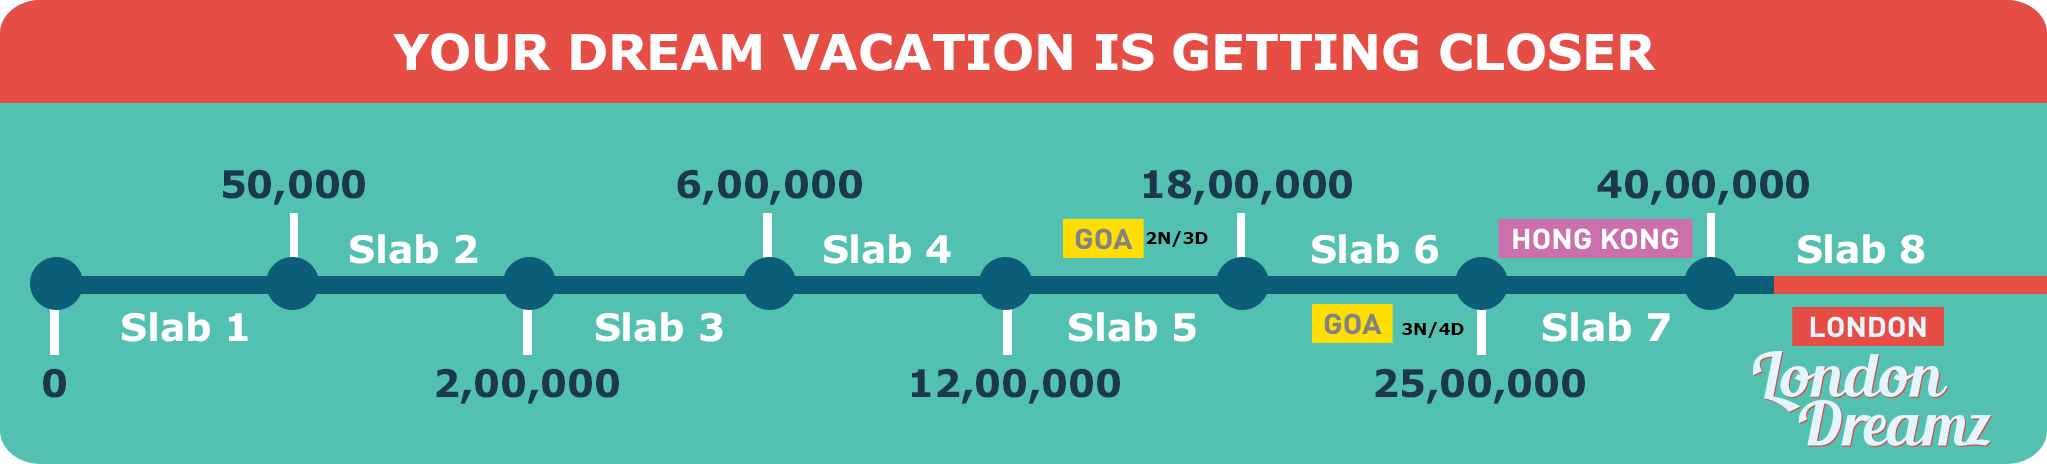 YOUR DREAM VACATION IS GETTING CLOSER
50,000
6,00,000
18,00,000
40,00,000
GOA 2N/3D
HONG KONG
Slab 2
Slab 4
Slab 6
Slab 8
Slab 1
Slab 3
Slab 5
GOA 3N/4D
Slab 7
LONDON
0
2,00,000
12,00,000
25,00,000
London
Dreamz